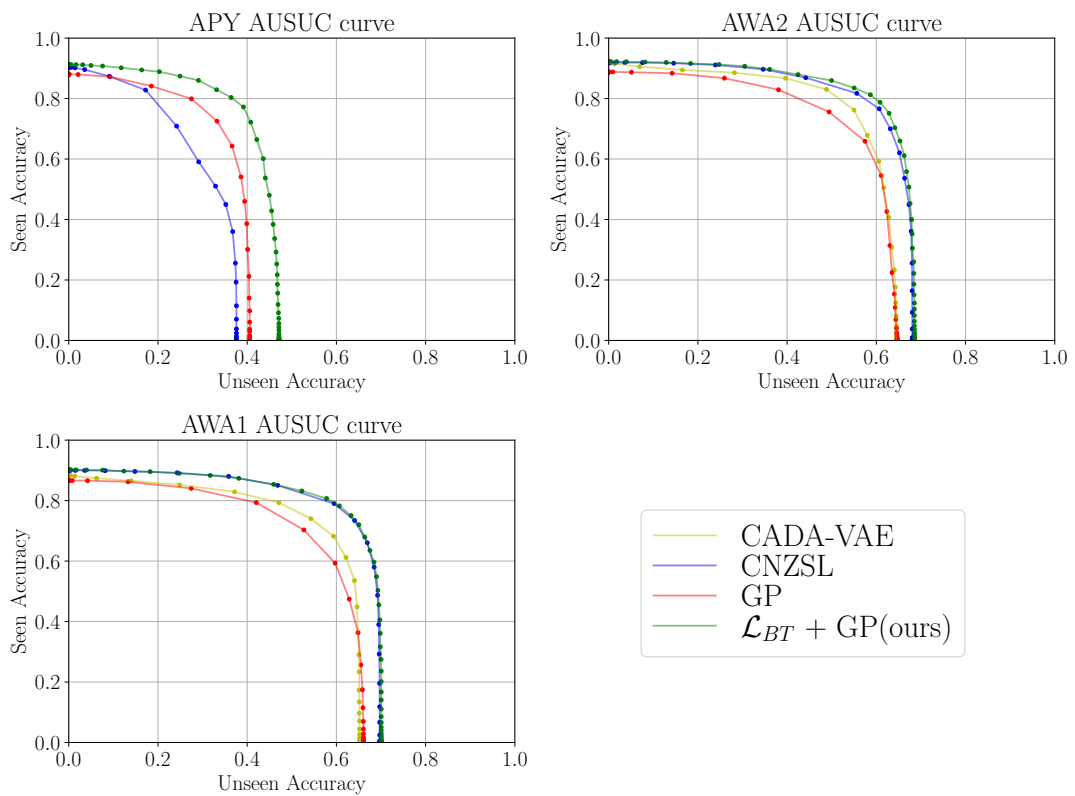 APY AUSUC curve
1.0
0.8
0.6
0.4
0.2
0.0
Seen Accuracy
0.0 0.2 0.4 0.6 0.8 1.0
Unseen Accuracy
AWA2 AUSUC curve
1.0
0.8
0.6
0.4
0.2
0.0
Seen Accuracy
0.0 0.2 0.4 0.6 0.8 1.0
Unseen Accuracy
AWA1 AUSUC curve
1.0
0.8
0.6
0.4
0.2
0.0
Seen Accuracy
0.0 0.2 0.4 0.6 0.8 1.0
Unseen Accuracy
CADA-VAE
CNZSL
GP
𝓛_BT + GP(ours)